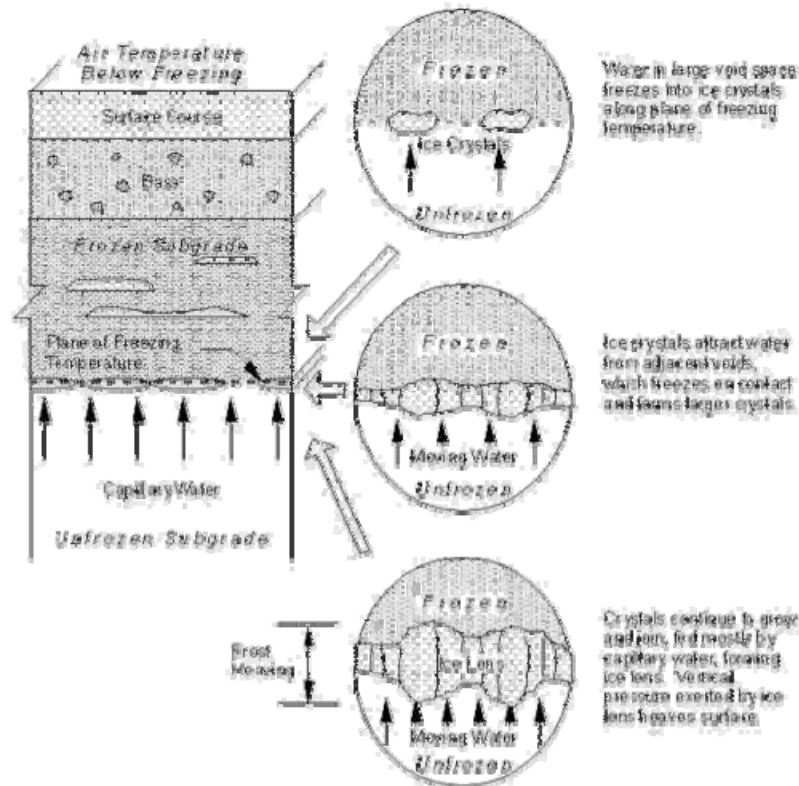 Air Temperature
Below Freezing
Surface Course
Base
Frozen Subgrade
Plane of Freezing
Temperature
Capillary Water
Unfrozen Subgrade
Frozen
Ice Crystals
Unfrozen
Water in large void space
freezes into ice crystals
along plane of freezing
temperature.
Frozen
Moving Water
Unfrozen
Ice crystals attract water
from adjacent voids,
which freezes on contact
and forms larger crystals.
Frost
Heaving
Frozen
Ice Lens
Moving Water
Unfrozen
Crystals continue to grow
and join, fed mostly by
capillary water, forming
ice lens. Vertical
pressure exerted by ice
lens heaves surface.